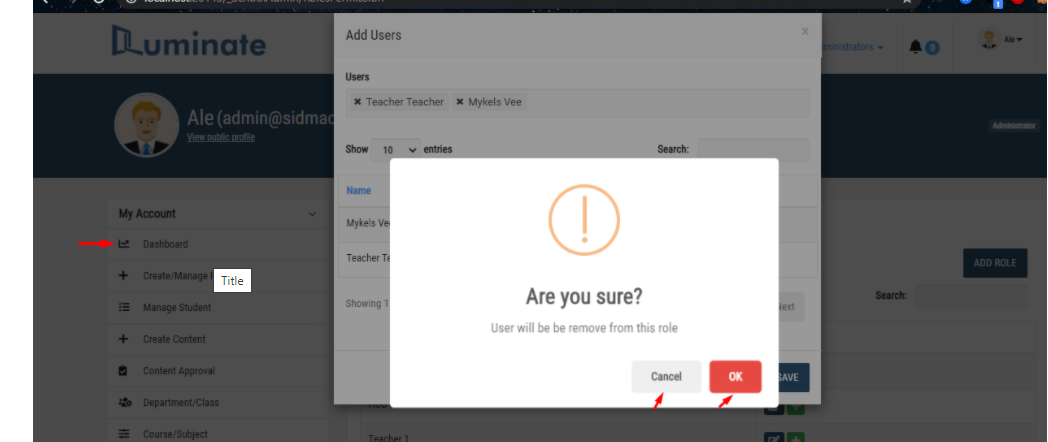 Luminate
Add Users
×
ministrators
0
Ale
Users
× Teacher Teacher × Mykels Vee
Ale (admin@sidmac
View public profile
Administrator
Show 10 entries
Search:
Name
My Account
Mykels Ve
Dashboard
Teacher Te
ADD ROLE
Create/Manage
Title
Search:
Showing 1
Next
Are you sure?
Manage Student
User will be be remove from this role
Create Content
Cancel
OK
SAVE
Content Approval
Department/Class
Course/Subject
Teacher 1